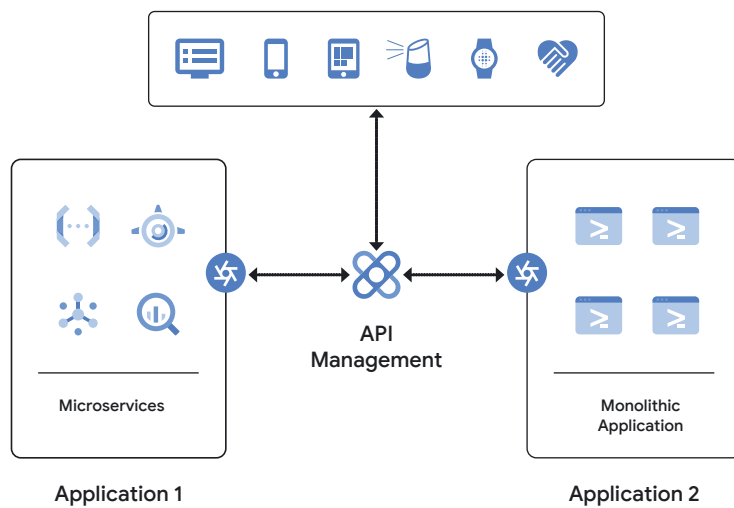 API
Management
Microservices
Monolithic
Application
Application 1
Application 2